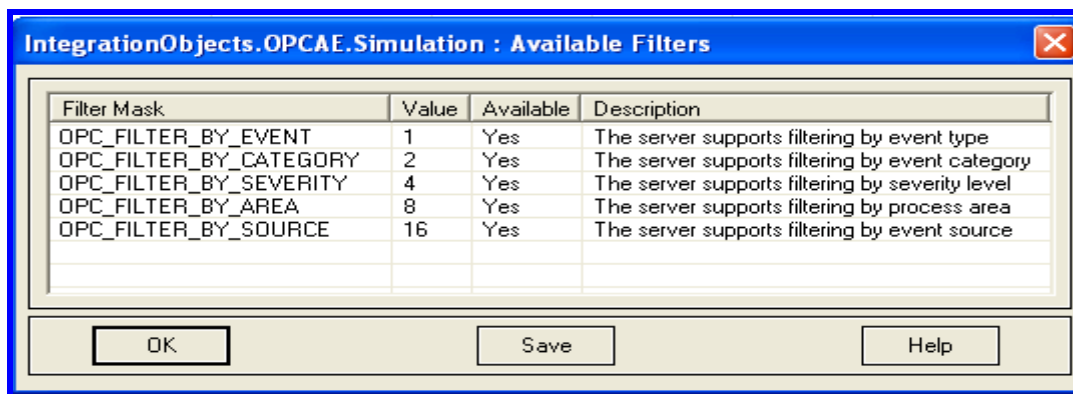 IntegrationObjects.OPCAE.Simulation : Available Filters
Filter Mask Value Available Description
OPC_FILTER_BY_EVENT 1 Yes The server supports filtering by event type
OPC_FILTER_BY_CATEGORY 2 Yes The server supports filtering by event category
OPC_FILTER_BY_SEVERITY 4 Yes The server supports filtering by severity level
OPC_FILTER_BY_AREA 8 Yes The server supports filtering by process area
OPC_FILTER_BY_SOURCE 16 Yes The server supports filtering by event source
OK Save Help